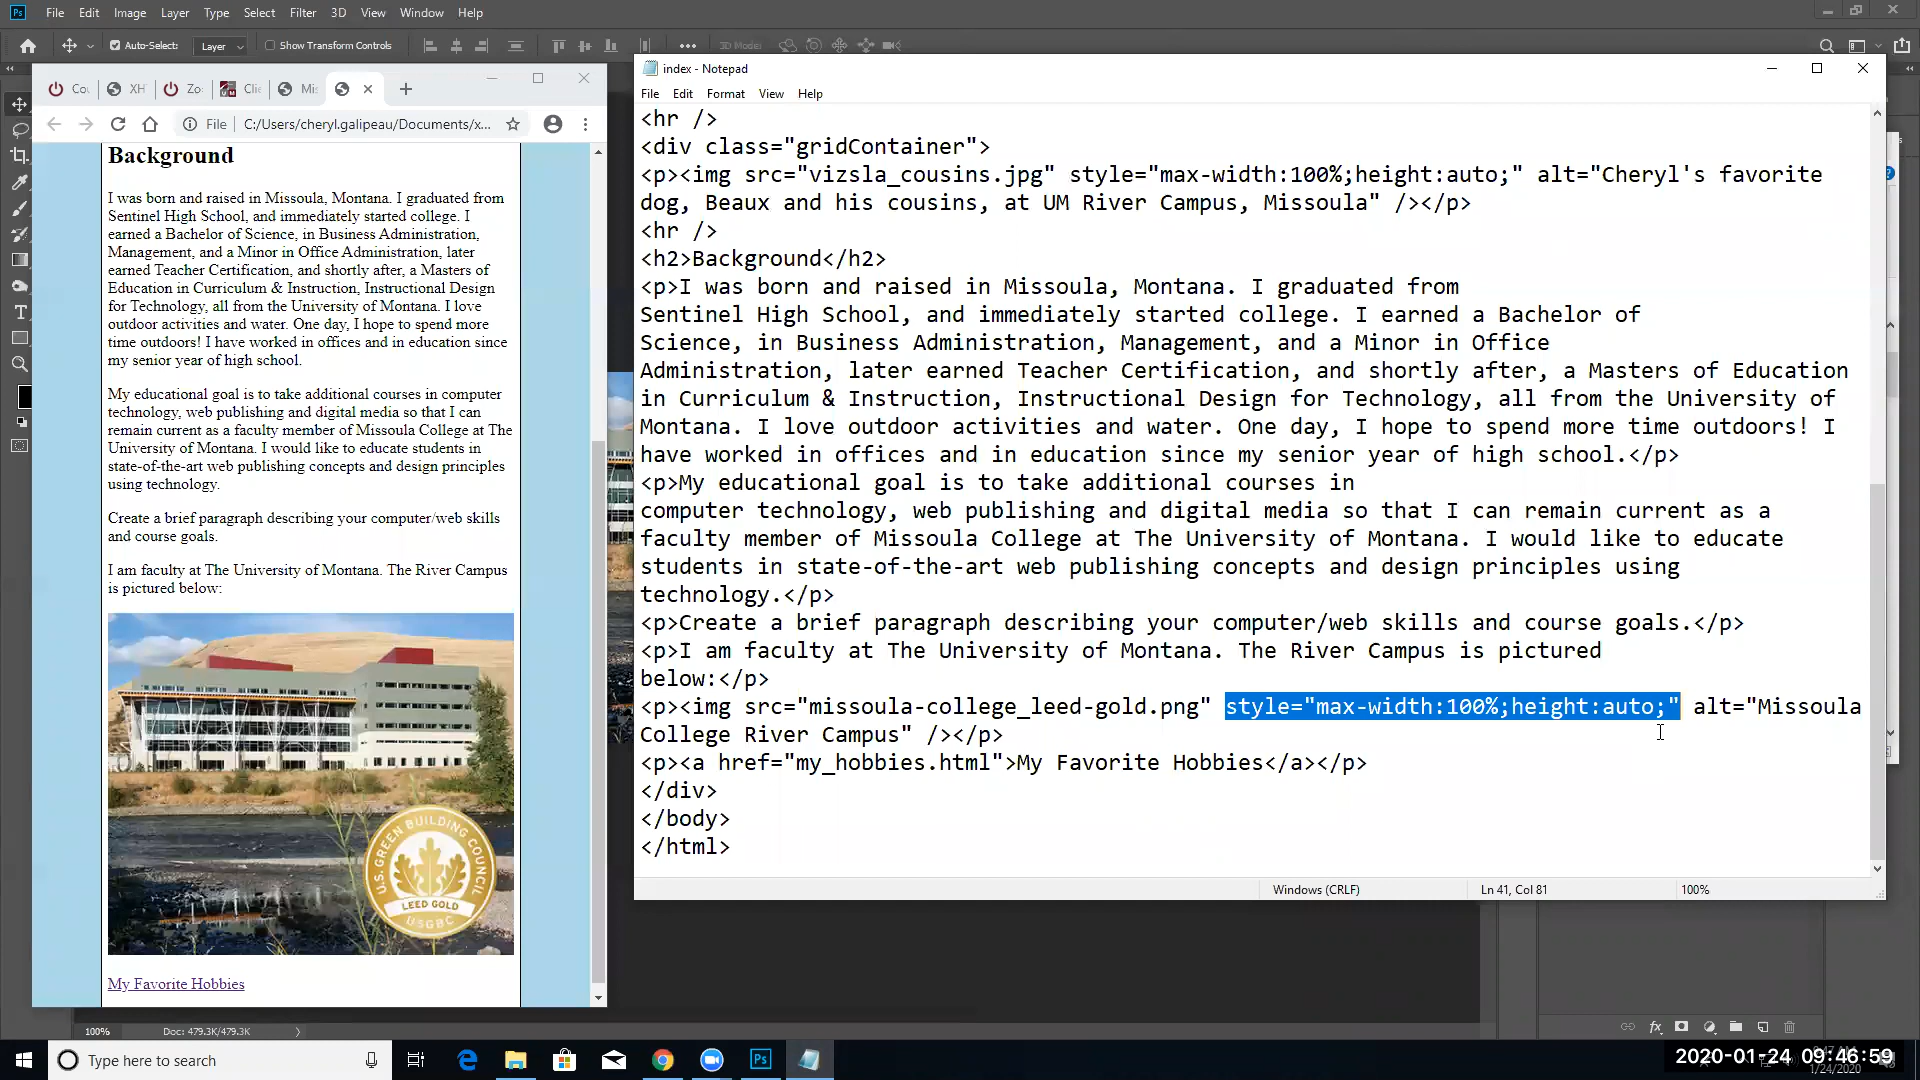 Ps File Edit Image Layer Type Select Filter 3D View Window Help
Auto-Select: Layer Show Transform Controls 3D Mode:
Cou XH Zo Clie Mis
File C:/Users/cheryl.galipeau/Documents/x...
Background
I was born and raised in Missoula, Montana. I graduated from
Sentinel High School, and immediately started college. I
earned a Bachelor of Science, in Business Administration,
Management, and a Minor in Office Administration, later
earned Teacher Certification, and shortly after, a Masters of
Education in Curriculum & Instruction, Instructional Design
for Technology, all from the University of Montana. I love
outdoor activities and water. One day, I hope to spend more
time outdoors! I have worked in offices and in education since
my senior year of high school.
My educational goal is to take additional courses in computer
technology, web publishing and digital media so that I can
remain current as a faculty member of Missoula College at The
University of Montana. I would like to educate students in
state-of-the-art web publishing concepts and design principles
using technology.
Create a brief paragraph describing your computer/web skills
and course goals.
I am faculty at The University of Montana. The River Campus
is pictured below:
U.S. GREEN BUILDING COUNCIL
LEED GOLD
USGBC
My Favorite Hobbies
index - Notepad
File Edit Format View Help
<hr />
<div class="gridContainer">
<p><img src="vizsla_cousins.jpg" style="max-width:100%;height:auto;" alt="Cheryl's favorite
dog, Beaux and his cousins, at UM River Campus, Missoula" /></p>
<hr />
<h2>Background</h2>
<p>I was born and raised in Missoula, Montana. I graduated from
Sentinel High School, and immediately started college. I earned a Bachelor of
Science, in Business Administration, Management, and a Minor in Office
Administration, later earned Teacher Certification, and shortly after, a Masters of Education
in Curriculum & Instruction, Instructional Design for Technology, all from the University of
Montana. I love outdoor activities and water. One day, I hope to spend more time outdoors! I
have worked in offices and in education since my senior year of high school.</p>
<p>My educational goal is to take additional courses in
computer technology, web publishing and digital media so that I can remain current as a
faculty member of Missoula College at The University of Montana. I would like to educate
students in state-of-the-art web publishing concepts and design principles using
technology.</p>
<p>Create a brief paragraph describing your computer/web skills and course goals.</p>
<p>I am faculty at The University of Montana. The River Campus is pictured
below:</p>
<p><img src="missoula-college_leed-gold.png" style="max-width:100%;height:auto;" alt="Missoula
College River Campus" /></p>
<p><a href="my_hobbies.html">My Favorite Hobbies</a></p>
</div>
</body>
</html>
Windows (CRLF) Ln 41, Col 81 100%
100% Doc: 479.3K/479.3K
Type here to search
Ps
2020-01-24 09:46:59
1/24/2020